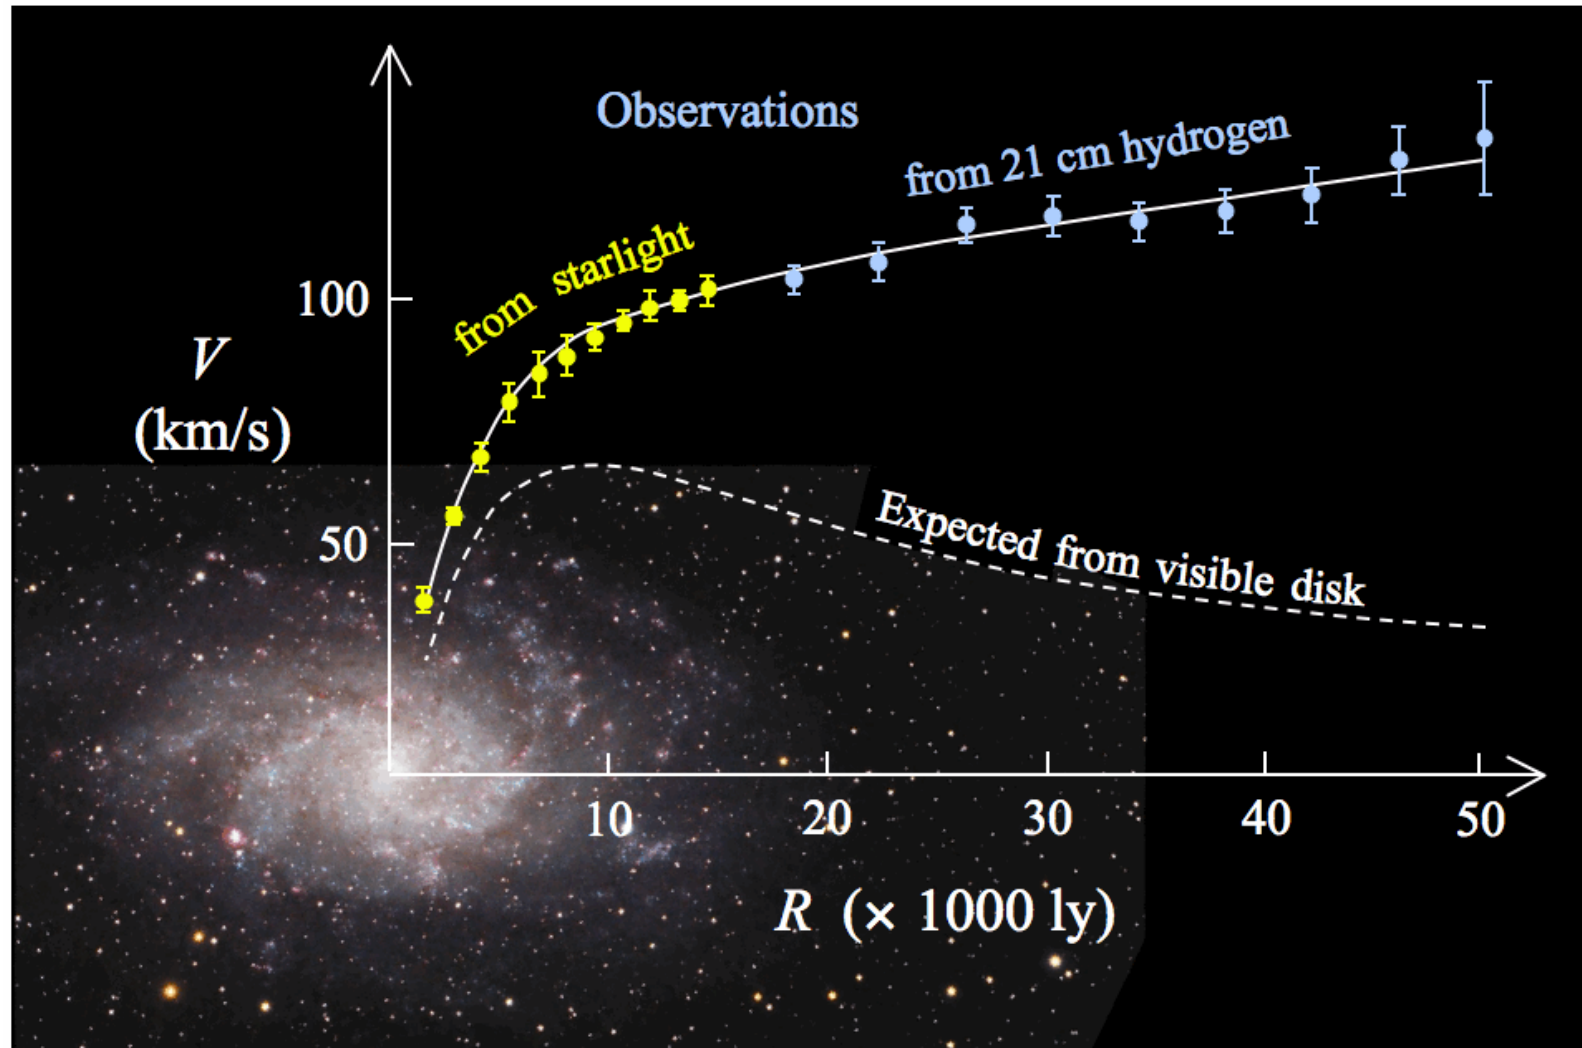 Observations
from 21 cm hydrogen
from starlight
100
V
(km/s)
50
Expected from visible disk
10 20 30 40 50
R (× 1000 ly)